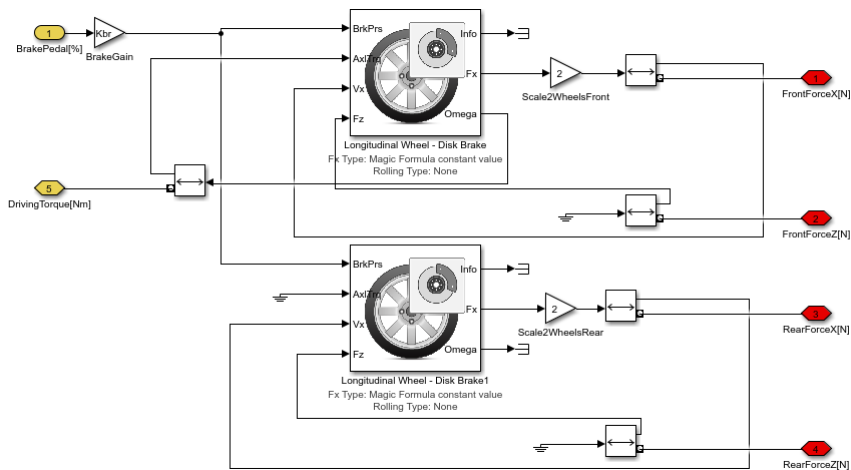 1
BrakePedal[%]
Kbr
BrakeGain
BrkPrs
AxlTrq
Vx
Fz
Info
Fx
Omega
Longitudinal Wheel - Disk Brake
Fx Type: Magic Formula constant value
Rolling Type: None
2
Scale2WheelsFront
1
FrontForceX[N]
5
DrivingTorque[Nm]
2
FrontForceZ[N]
BrkPrs
AxlTrq
Vx
Fz
Info
Fx
Omega
Longitudinal Wheel - Disk Brake1
Fx Type: Magic Formula constant value
Rolling Type: None
2
Scale2WheelsRear
3
RearForceX[N]
4
RearForceZ[N]